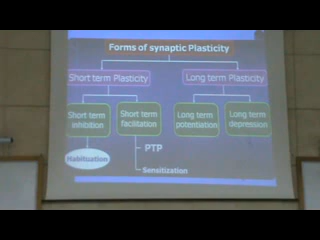 Forms of synaptic Plasticity
Short term Plasticity
Long term Plasticity
Short term
inhibition
Short term
facilitation
Long term
potentiation
Long term
depression
Habituation
PTP
Sensitization